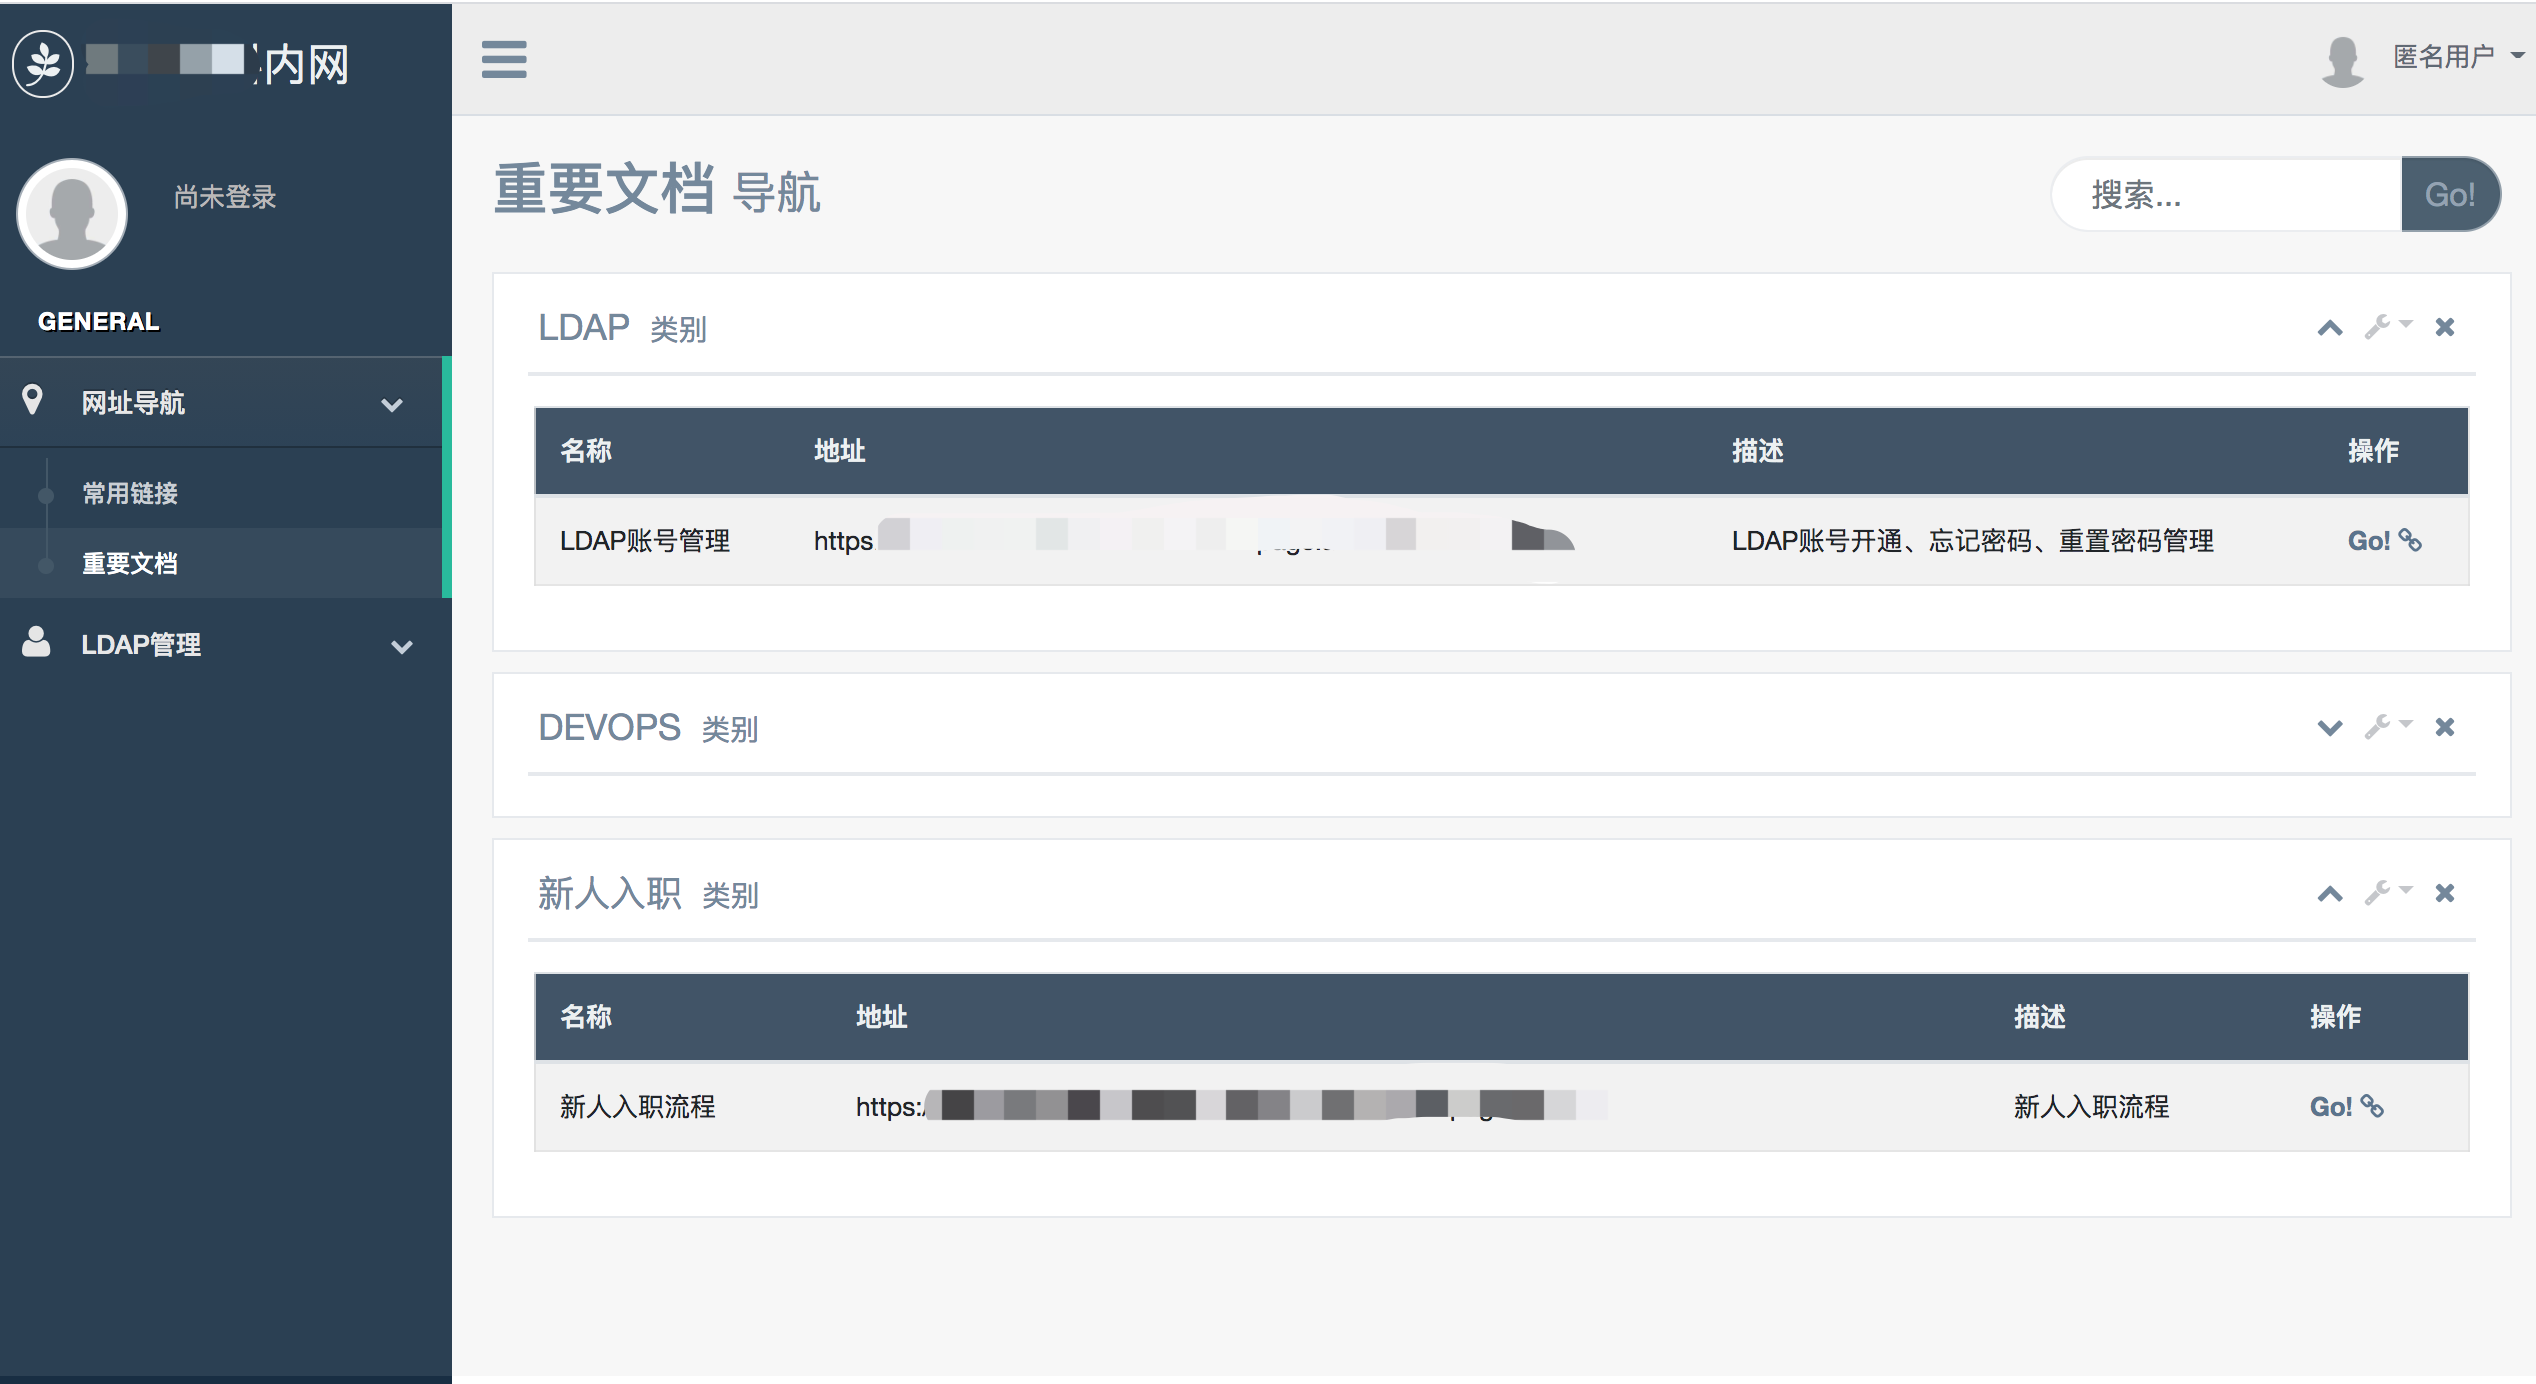 内网
匿名用户
尚未登录
GENERAL
网址导航
常用链接
重要文档
LDAP管理
重要文档 导航
搜索... Go!
LDAP 类别
名称 地址 描述 操作
LDAP账号管理 https LDAP账号开通、忘记密码、重置密码管理 Go!
DEVOPS 类别
新人入职 类别
名称 地址 描述 操作
新人入职流程 https: 新人入职流程 Go!